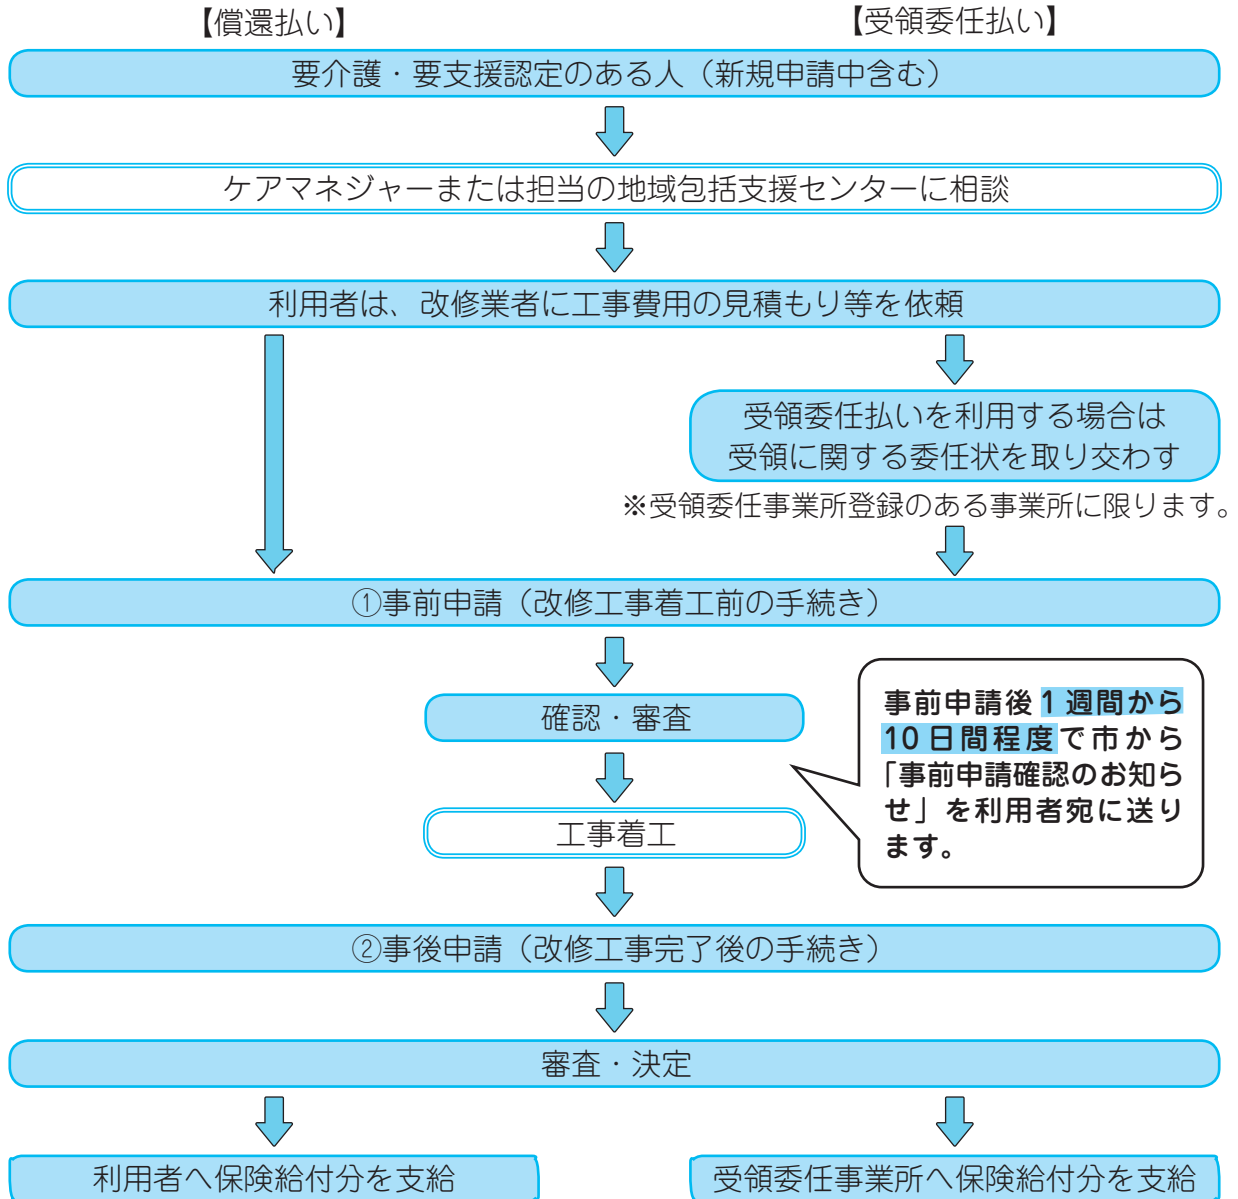 【償還払い】
【受領委任払い】
要介護・要支援認定のある人（新規申請中含む）
ケアマネジャーまたは担当の地域包括支援センターに相談
利用者は、改修業者に工事費用の見積もり等を依頼
受領委任払いを利用する場合は
受領に関する委任状を取り交わす
※受領委任事業所登録のある事業所に限ります。
①事前申請（改修工事着工前の手続き）
確認・審査
事前申請後1週間から
10日間程度で市から
「事前申請確認のお知ら
せ」を利用者宛に送り
ます。
工事着工
②事後申請（改修工事完了後の手続き）
審査・決定
利用者へ保険給付分を支給
受領委任事業所へ保険給付分を支給